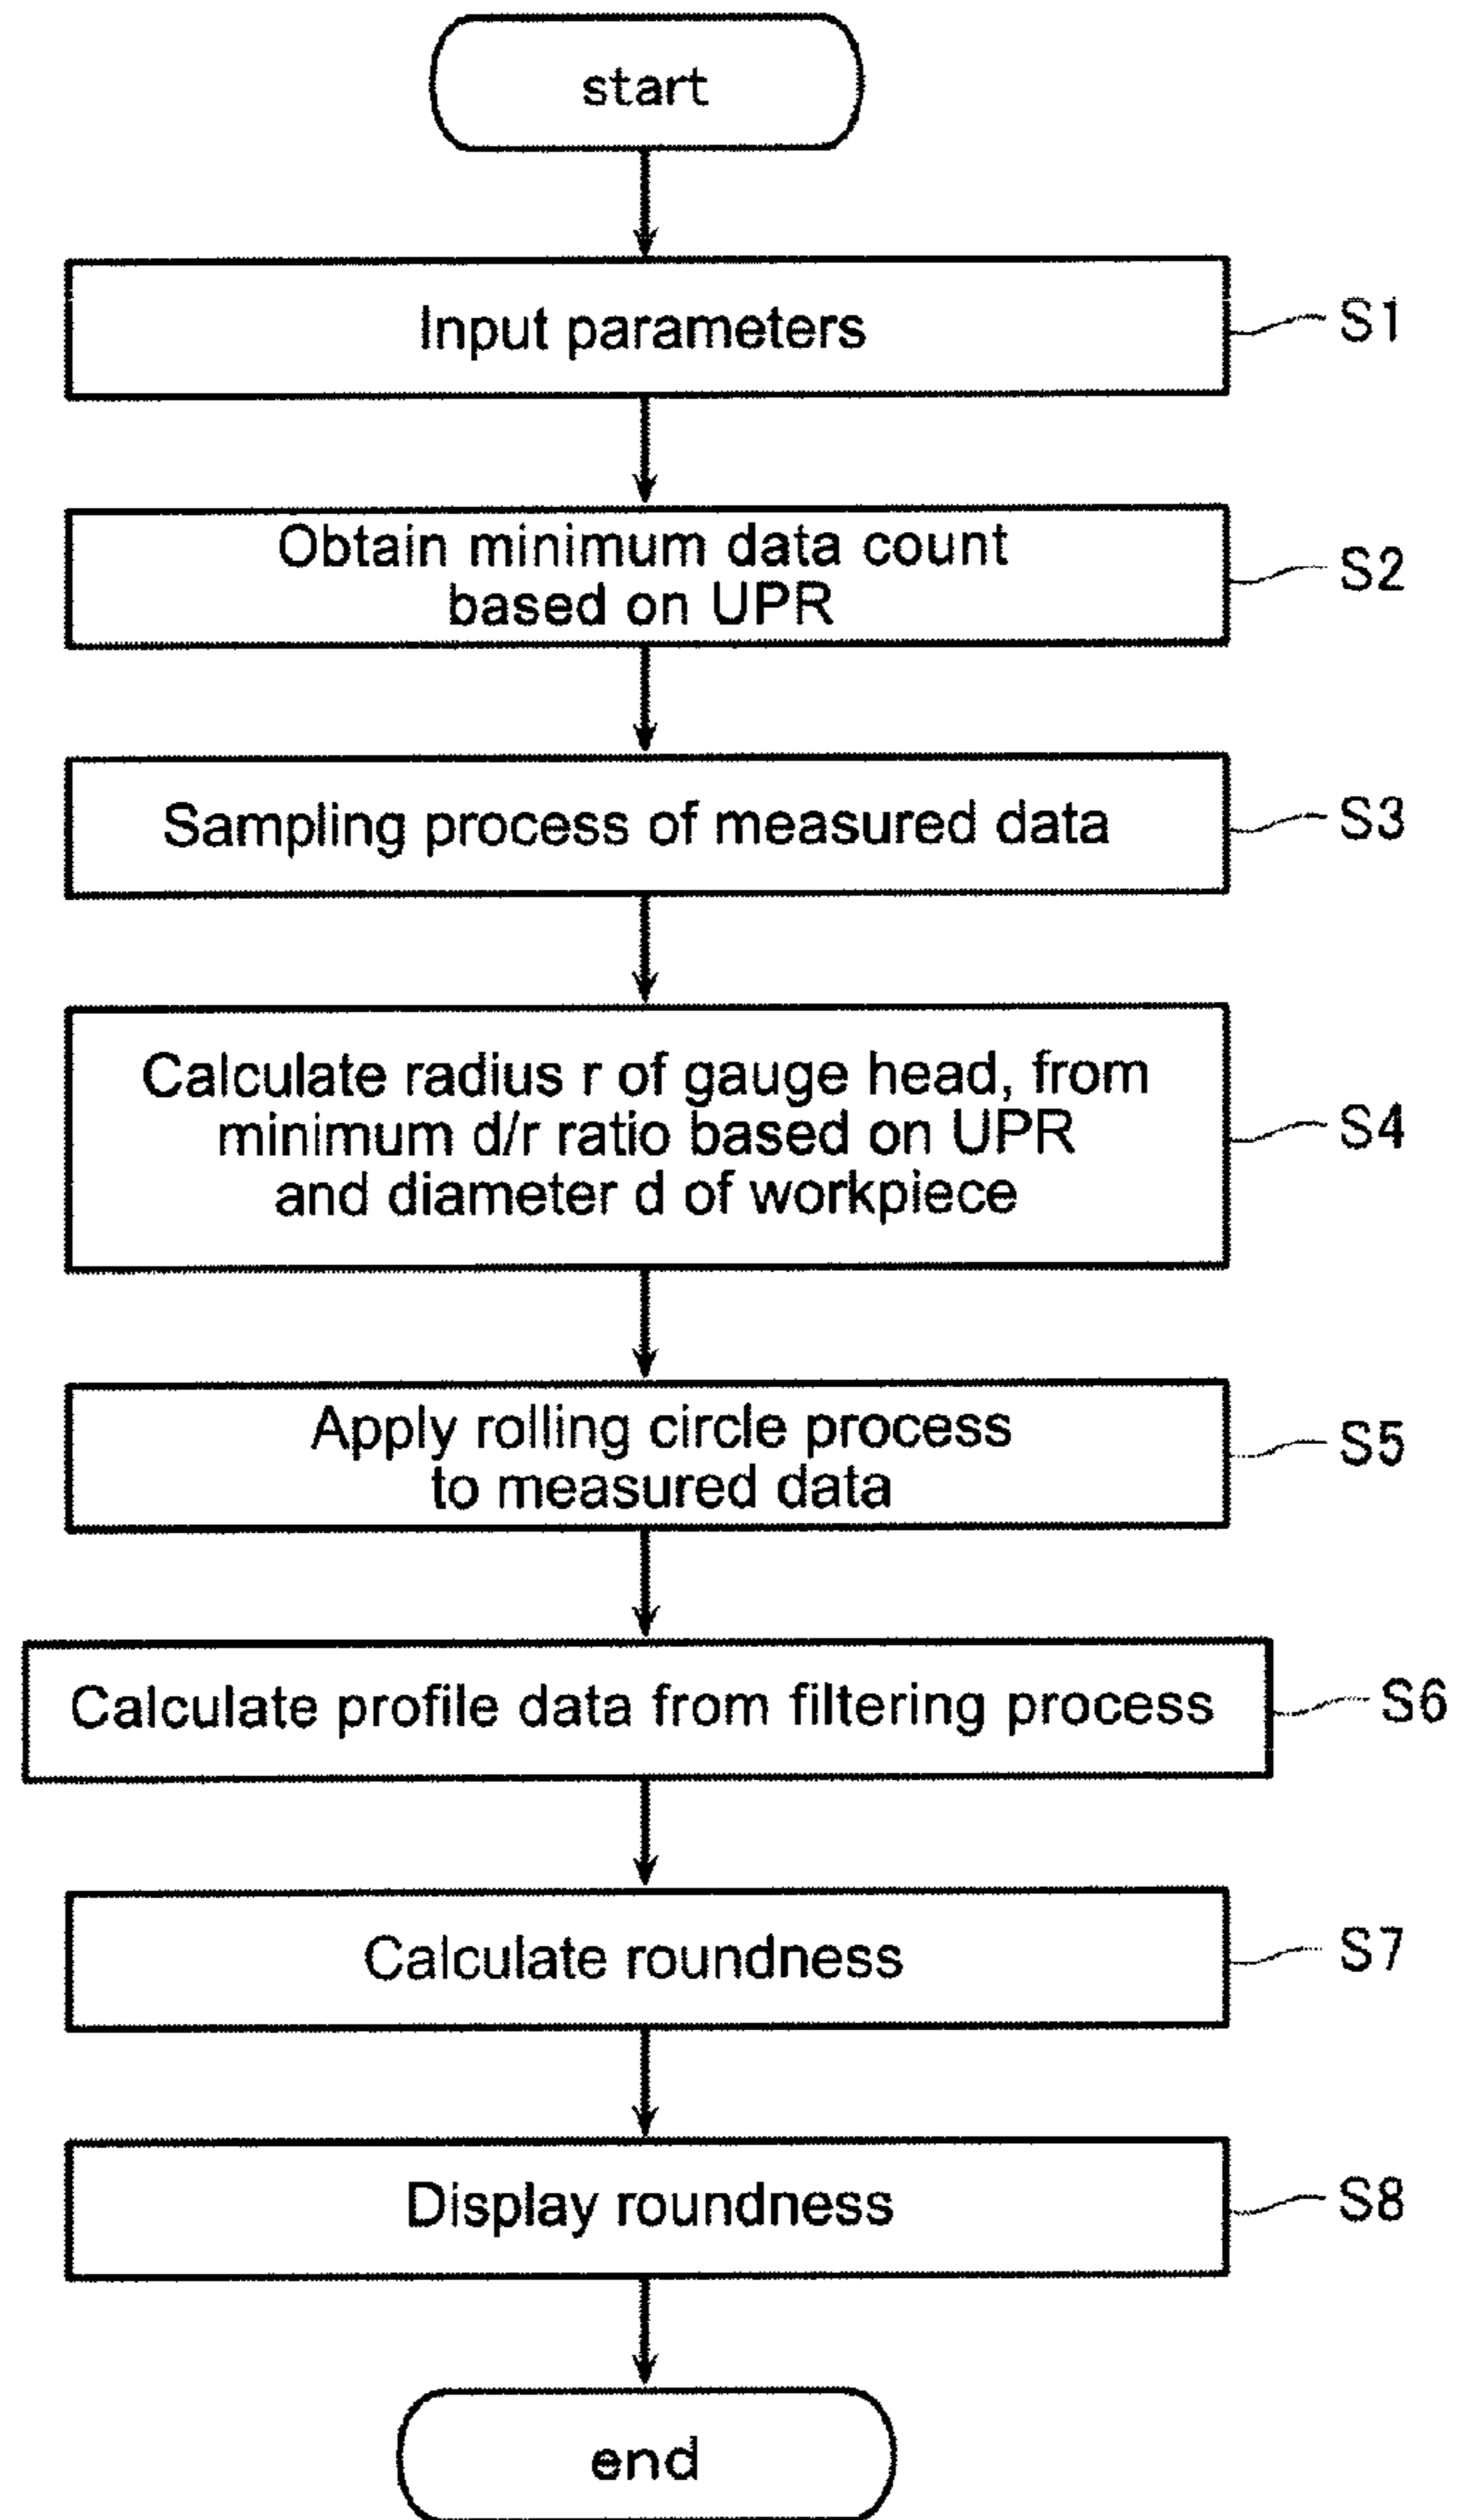 start
Input parameters
S1
Obtain minimum data count
based on UPR
S2
Sampling process of measured data
S3
Calculate radius r of gauge head, from
minimum d/r ratio based on UPR
and diameter d of workpiece
S4
Apply rolling circle process
to measured data
S5
Calculate profile data from filtering process
S6
Calculate roundness
S7
Display roundness
S8
end